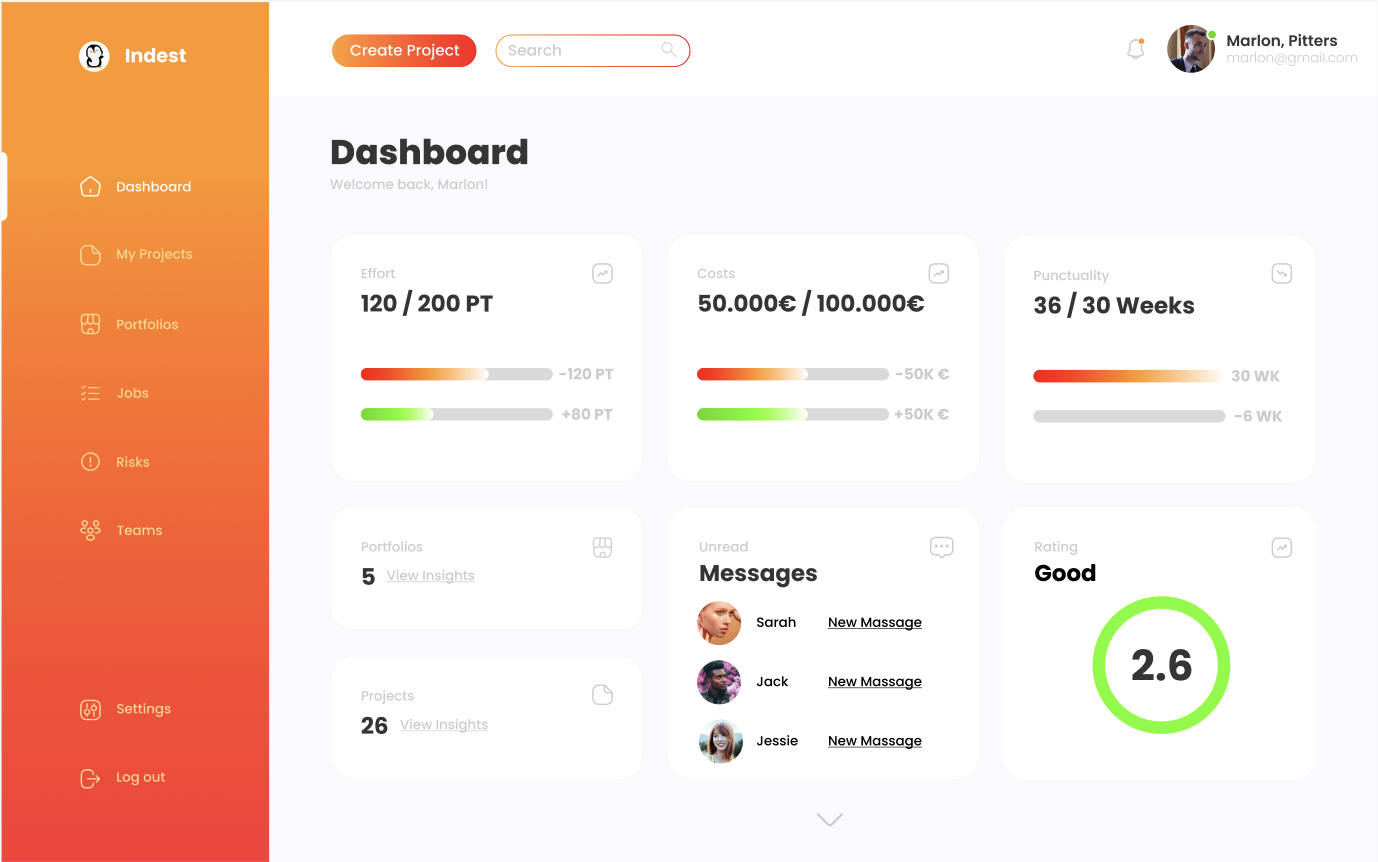 Indest
Dashboard
My Projects
Portfolios
Jobs
Risks
Teams
Settings
Log out
Create Project
Search
Marlon, Pitters
marlon@gmail.com
Dashboard
Welcome back, Marlon!
Effort
120 / 200 PT
-120 PT
+80 PT
Costs
50.000€ / 100.000€
-50K €
+50K €
Punctuality
36 / 30 Weeks
30 WK
-6 WK
Portfolios
5 View Insights
Projects
26 View Insights
Unread
Messages
Sarah New Massage
Jack New Massage
Jessie New Massage
Rating
Good
2.6